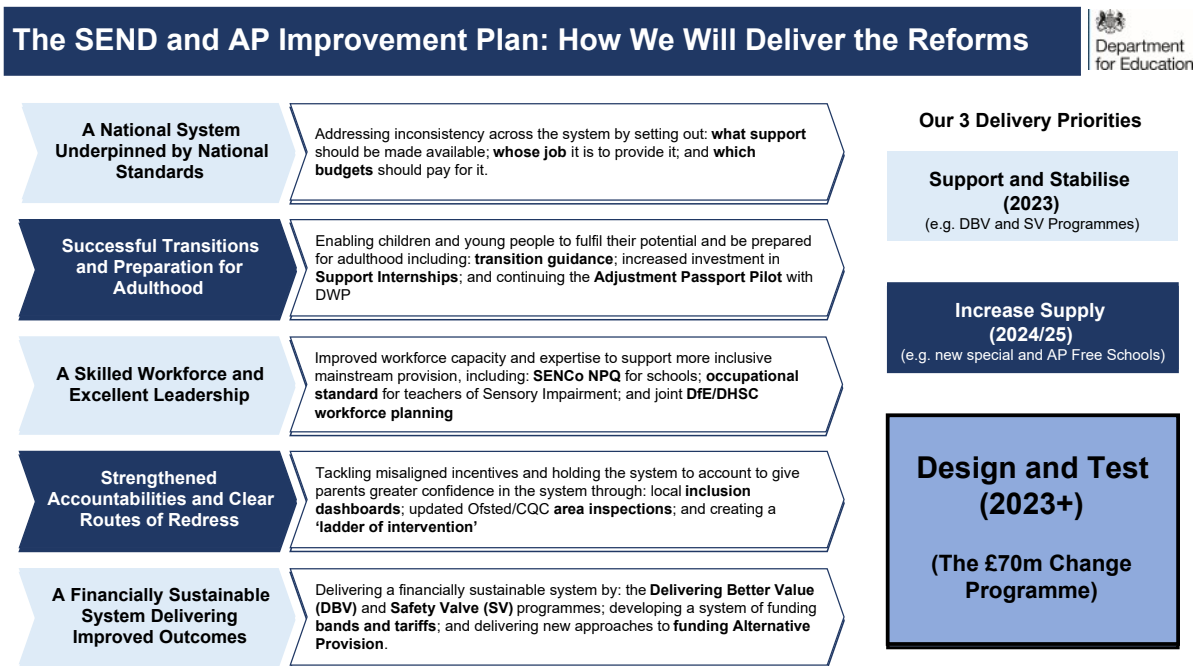 The SEND and AP Improvement Plan: How We Will Deliver the Reforms
Department
for Education
A National System
Underpinned by National
Standards
Addressing inconsistency across the system by setting out: what support
should be made available; whose job it is to provide it; and which
budgets should pay for it.
Successful Transitions
and Preparation for
Adulthood
Enabling children and young people to fulfil their potential and be prepared
for adulthood including: transition guidance; increased investment in
Support Internships; and continuing the Adjustment Passport Pilot with
DWP
A Skilled Workforce and
Excellent Leadership
Improved workforce capacity and expertise to support more inclusive
mainstream provision, including: SENCo NPQ for schools; occupational
standard for teachers of Sensory Impairment; and joint DfE/DHSC
workforce planning
Strengthened
Accountabilities and Clear
Routes of Redress
Tackling misaligned incentives and holding the system to account to give
parents greater confidence in the system through: local inclusion
dashboards; updated Ofsted/CQC area inspections; and creating a
‘ladder of intervention’
A Financially Sustainable
System Delivering
Improved Outcomes
Delivering a financially sustainable system by: the Delivering Better Value
(DBV) and Safety Valve (SV) programmes; developing a system of funding
bands and tariffs; and delivering new approaches to funding Alternative
Provision.
Our 3 Delivery Priorities
Support and Stabilise
(2023)
(e.g. DBV and SV Programmes)
Increase Supply
(2024/25)
(e.g. new special and AP Free Schools)
Design and Test
(2023+)
(The £70m Change
Programme)